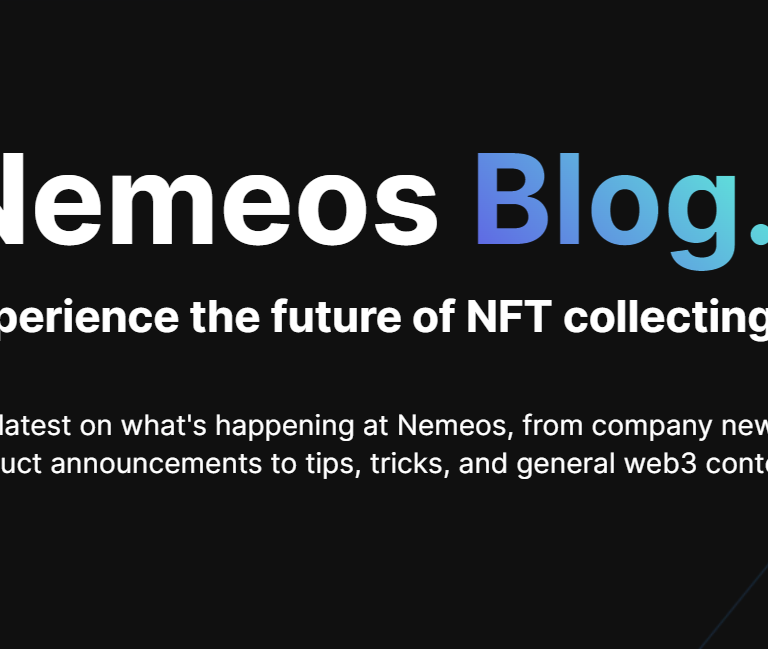 Nemeos Blog.
perience the future of NFT collecting
latest on what's happening at Nemeos, from company new
uct announcements to tips, tricks, and general web3 conte